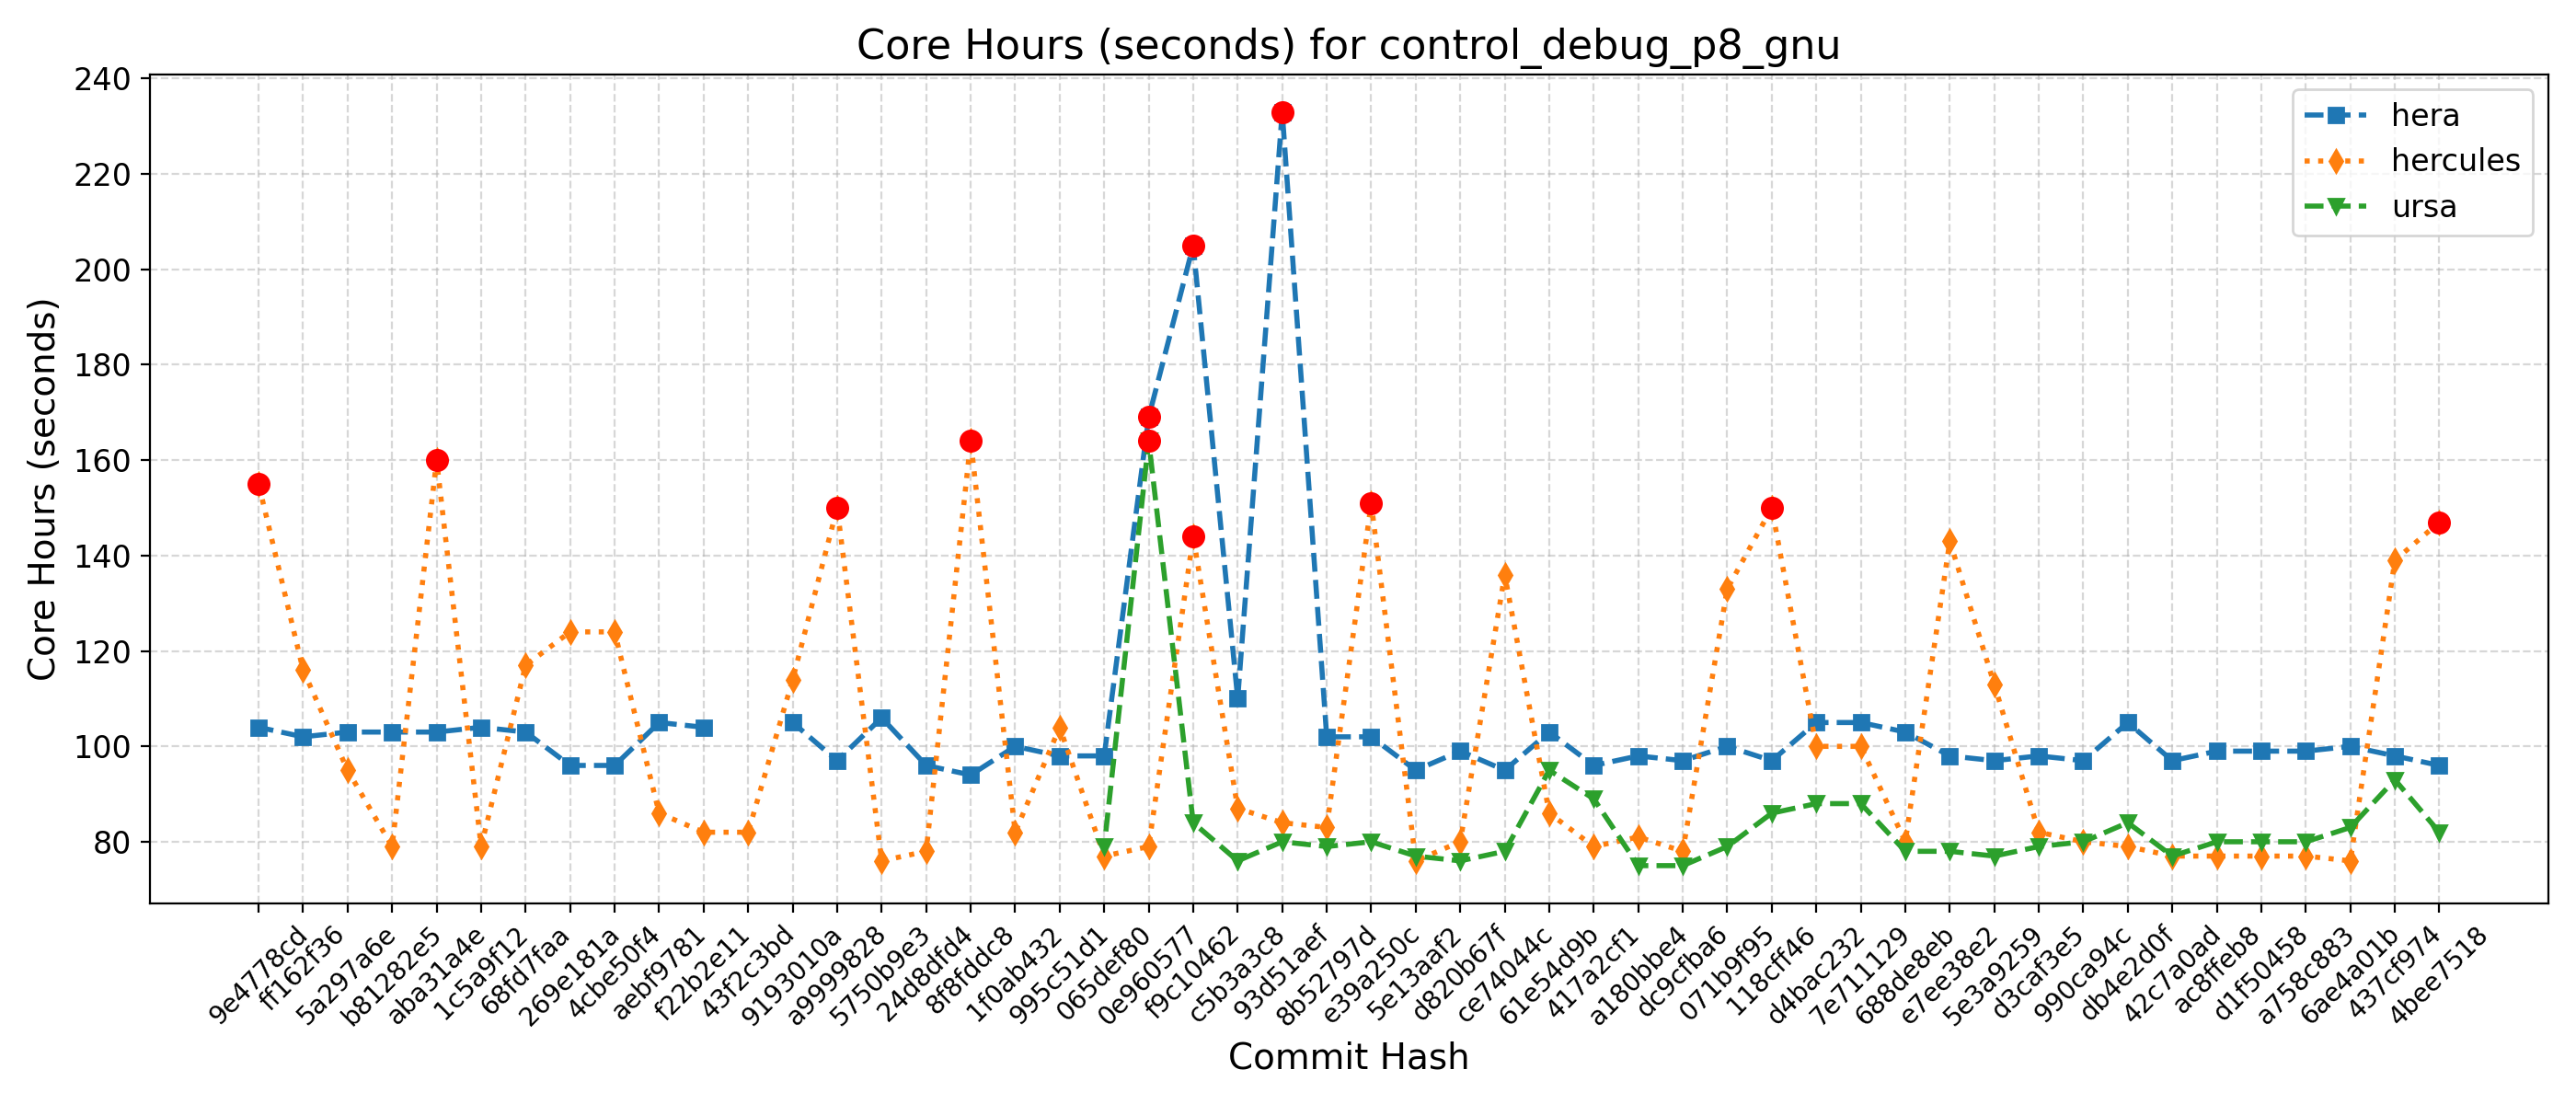 Core Hours (seconds) for control_debug_p8_gnu
240
220
200
180
160
140
120
100
80
Core Hours (seconds)
hera
hercules
ursa
9e4778cd
ff162f36
5a297a6e
b81282e5
aba31a4e
1c5a9f12
68fd7faa
269e181a
4cbe50f4
aebf9781
f22b2e11
43f2c3bd
9193010a
a9999828
5750b9e3
24d8dfd4
8f8fddc8
1f0ab432
995c51d1
065def80
0e960577
f9c10462
c5b3a3c8
93d51aef
8b52797d
e39a250c
5e13aaf2
d820b67f
ce74044c
61e54d9b
417a2cf1
a180bbe4
dc9cfba6
071b9f95
118cff46
d4bac232
7e711129
688de8eb
e7ee38e2
5e3a9259
d3caf3e5
990ca94c
db4e2d0f
42c7a0ad
ac8ffeb8
d1f50458
a758c883
6ae4a01b
437cf974
4bee7518
Commit Hash